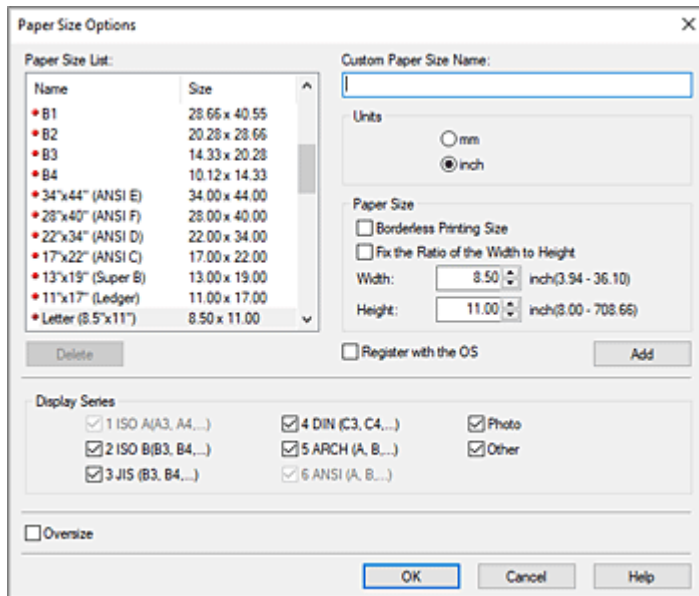 Paper Size Options
Paper Size List:
Name Size
B1 28.66 x 40.55
B2 20.28 x 28.66
B3 14.33 x 20.28
B4 10.12 x 14.33
34"x44" (ANSI E) 34.00 x 44.00
28"x40" (ANSI F) 28.00 x 40.00
22"x34" (ANSI D) 22.00 x 34.00
17"x22" (ANSI C) 17.00 x 22.00
13"x19" (Super B) 13.00 x 19.00
11"x17" (Ledger) 11.00 x 17.00
Letter (8.5"x11") 8.50 x 11.00
Delete
Custom Paper Size Name:
Units
mm
inch
Paper Size
Borderless Printing Size
Fix the Ratio of the Width to Height
Width: 8.50 inch(3.94 - 36.10)
Height: 11.00 inch(8.00 - 708.66)
Register with the OS Add
Display Series
1 ISO A(A3, A4,...) 4 DIN (C3, C4,...) Photo
2 ISO B(B3, B4,...) 5 ARCH (A, B,...) Other
3 JIS (B3, B4,...) 6 ANSI (A, B,...)
Oversize
OK Cancel Help